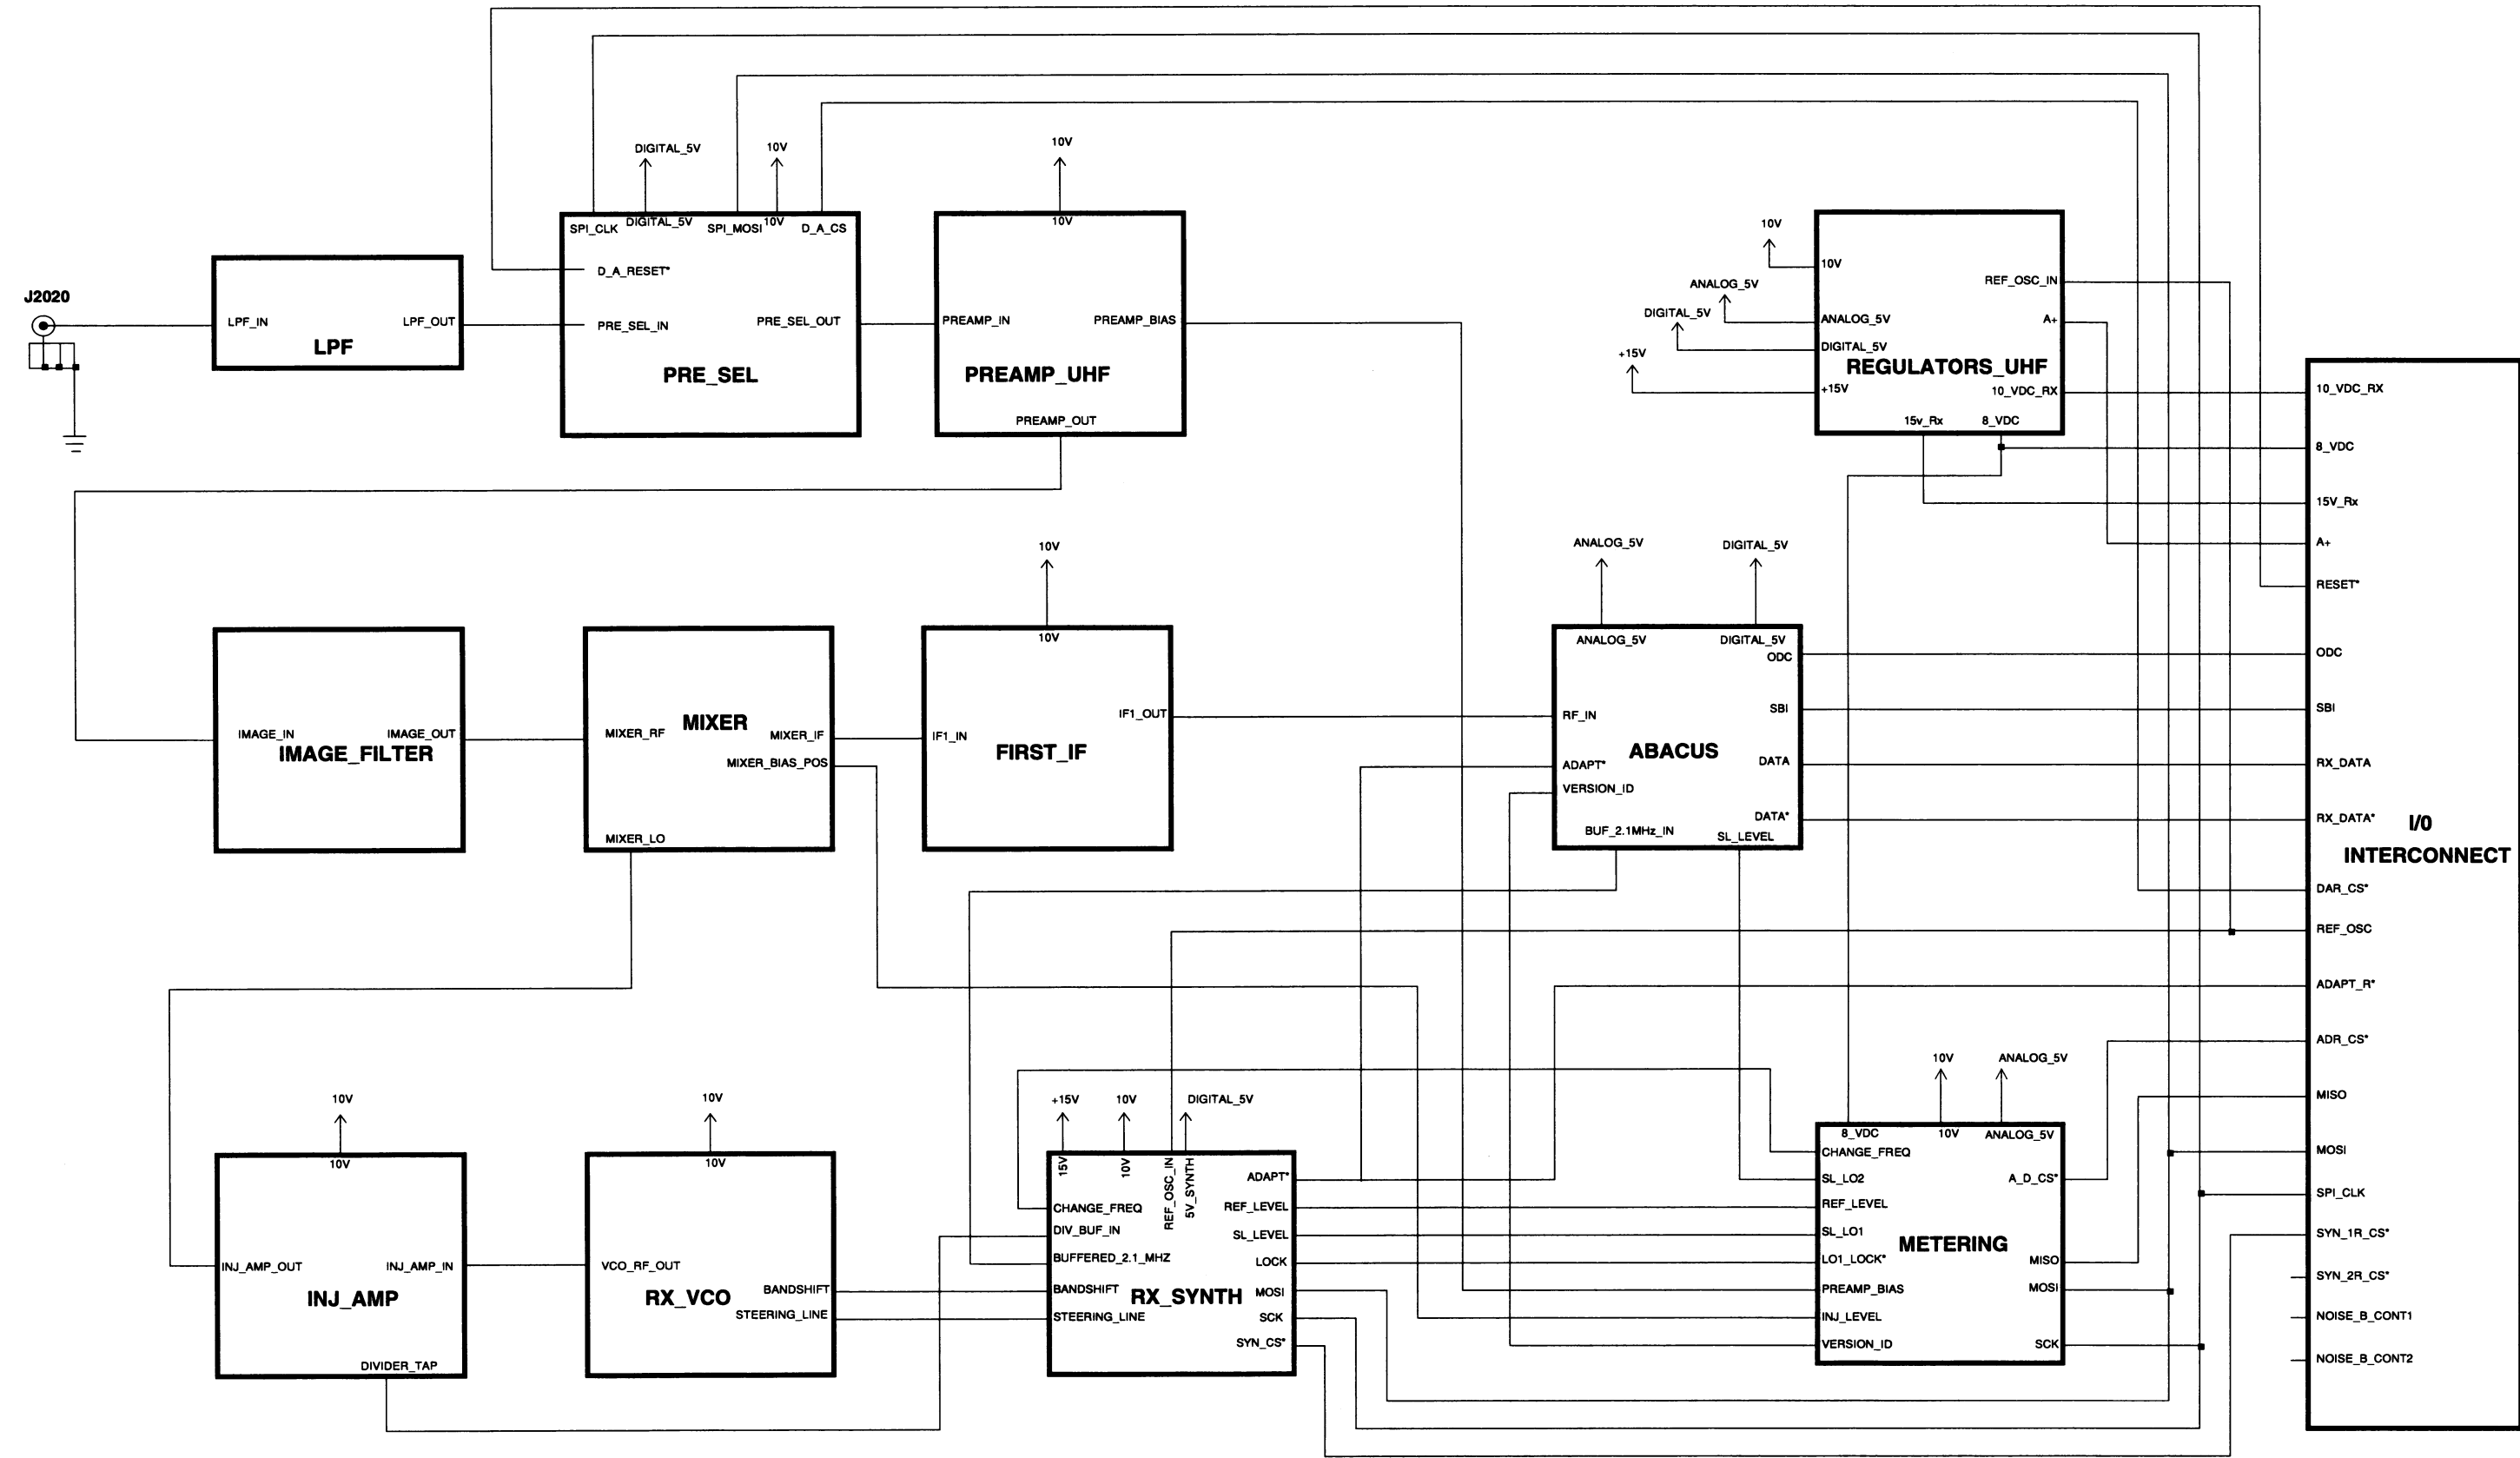 J2020
LPF_IN
LPF_OUT
LPF
DIGITAL_5V
10V
SPI_CLK
DIGITAL_5V
SPI_MOSI
10V
D_A_CS
D_A_RESET*
PRE_SEL_IN
PRE_SEL_OUT
PRE_SEL
10V
10V
PREAMP_IN
PREAMP_BIAS
PREAMP_UHF
PREAMP_OUT
10V
ANALOG_5V
DIGITAL_5V
+15V
10V
REF_OSC_IN
ANALOG_5V
A+
DIGITAL_5V
REGULATORS_UHF
+15V
10_VDC_RX
15v_Rx
8_VDC
IMAGE_IN
IMAGE_OUT
IMAGE_FILTER
MIXER_RF
MIXER
MIXER_IF
MIXER_BIAS_POS
MIXER_LO
10V
10V
IF1_OUT
IF1_IN
FIRST_IF
ANALOG_5V
DIGITAL_5V
ANALOG_5V
DIGITAL_5V
ODC
RF_IN
SBI
ABACUS
ADAPT*
DATA
VERSION_ID
DATA*
BUF_2.1MHz_IN
SL_LEVEL
10V
10V
INJ_AMP_OUT
INJ_AMP_IN
INJ_AMP
DIVIDER_TAP
10V
10V
VCO_RF_OUT
RX_VCO
BANDSHIFT
STEERING_LINE
+15V
10V
DIGITAL_5V
15V
10V
REF_OSC_IN
5V_SYNTH
ADAPT*
CHANGE_FREQ
REF_LEVEL
DIV_BUF_IN
SL_LEVEL
BUFFERED_2.1_MHZ
LOCK
BANDSHIFT
RX_SYNTH
MOSI
STEERING_LINE
SCK
SYN_CS*
10V
ANALOG_5V
8_VDC
10V
ANALOG_5V
CHANGE_FREQ
SL_LO2
A_D_CS*
REF_LEVEL
SL_LO1
METERING
LO1_LOCK*
MISO
PREAMP_BIAS
MOSI
INJ_LEVEL
VERSION_ID
SCK
10_VDC_RX
8_VDC
15V_Rx
A+
RESET*
ODC
SBI
RX_DATA
RX_DATA*
I/0
INTERCONNECT
DAR_CS*
REF_OSC
ADAPT_R*
ADR_CS*
MISO
MOSI
SPI_CLK
SYN_1R_CS*
SYN_2R_CS*
NOISE_B_CONT1
NOISE_B_CONT2